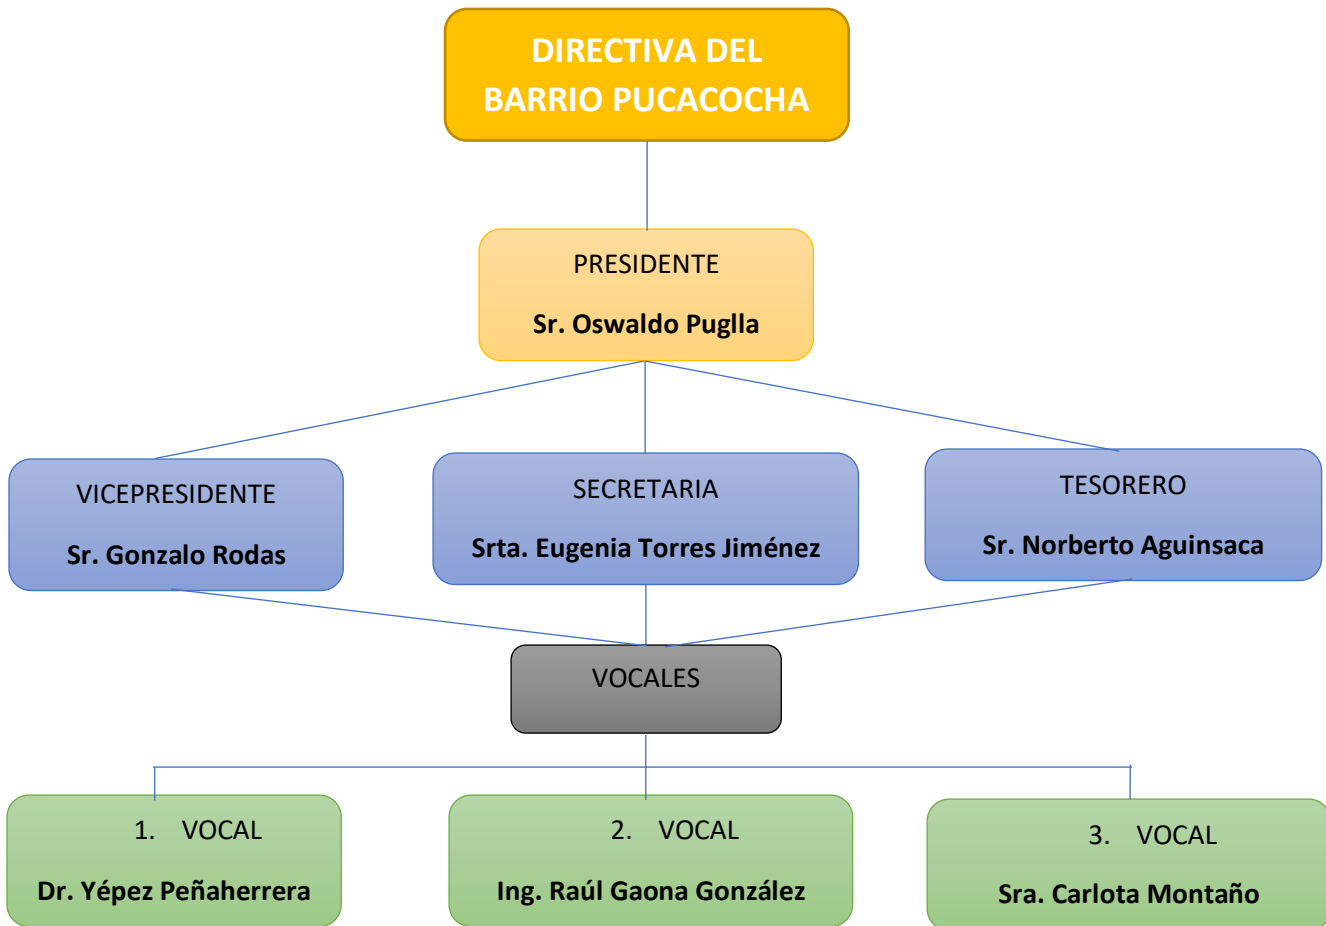 DIRECTIVA DEL
BARRIO PUCACOCHA
PRESIDENTE
Sr. Oswaldo Puglla
VICEPRESIDENTE
Sr. Gonzalo Rodas
SECRETARIA
Srta. Eugenia Torres Jiménez
TESORERO
Sr. Norberto Aguinsaca
VOCALES
1. VOCAL
Dr. Yépez Peñaherrera
2. VOCAL
Ing. Raúl Gaona González
3. VOCAL
Sra. Carlota Montaño